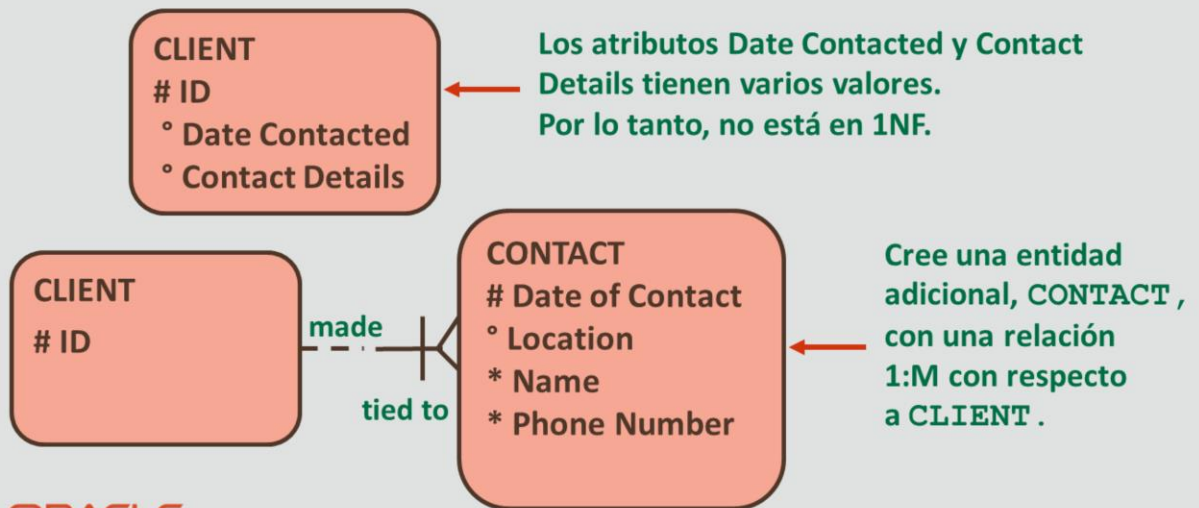 CLIENT
# ID
° Date Contacted
° Contact Details
Los atributos Date Contacted y Contact
Details tienen varios valores.
Por lo tanto, no está en 1NF.
CLIENT
# ID
made
tied to
CONTACT
# Date of Contact
° Location
* Name
* Phone Number
Cree una entidad
adicional, CONTACT,
con una relación
1:M con respecto
a CLIENT.